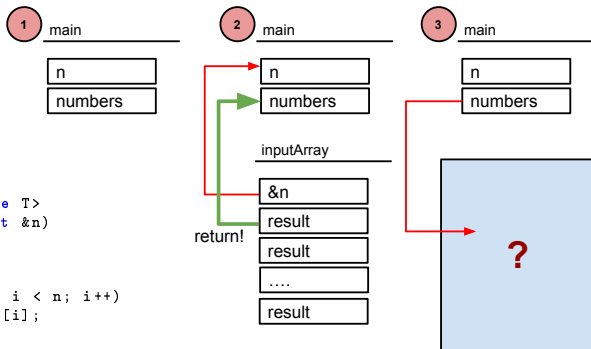 1 main
n
numbers
e T>
t &n)
i < n; i++)
[i];
2 main
n
numbers
inputArray
&n
result
return!
result
....
result
3 main
n
numbers
?